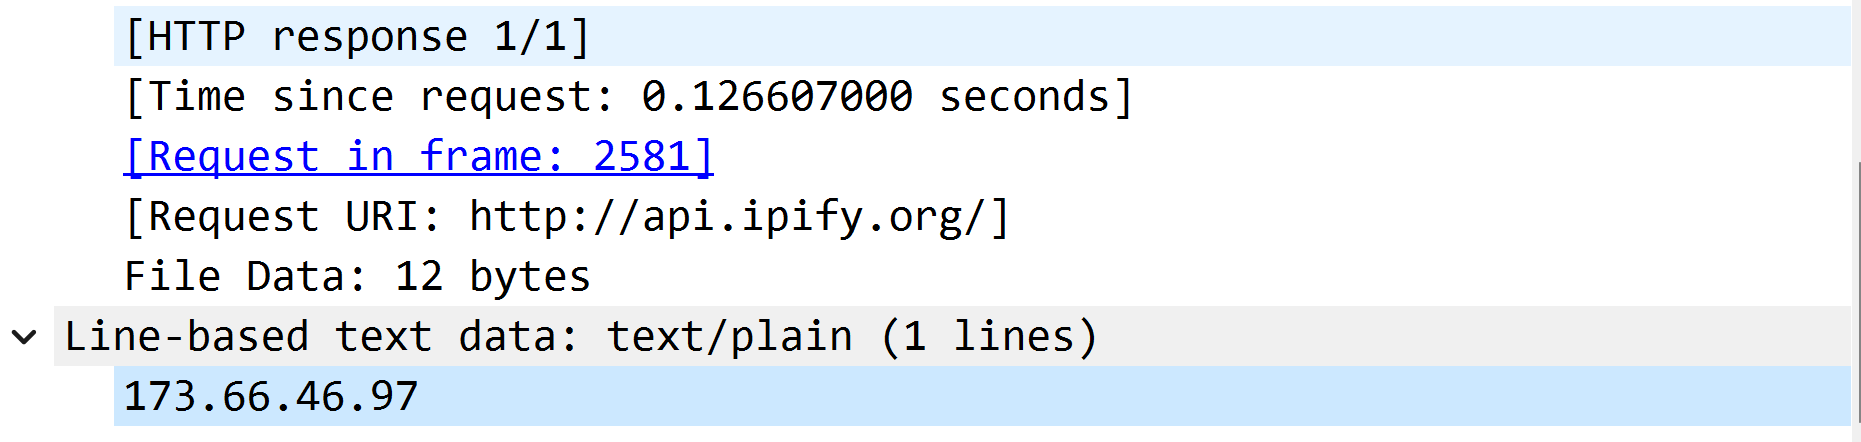 [HTTP response 1/1]
[Time since request: 0.126607000 seconds]
[Request in frame: 2581]
[Request URI: http://api.ipify.org/]
File Data: 12 bytes
Line-based text data: text/plain (1 lines)
173.66.46.97